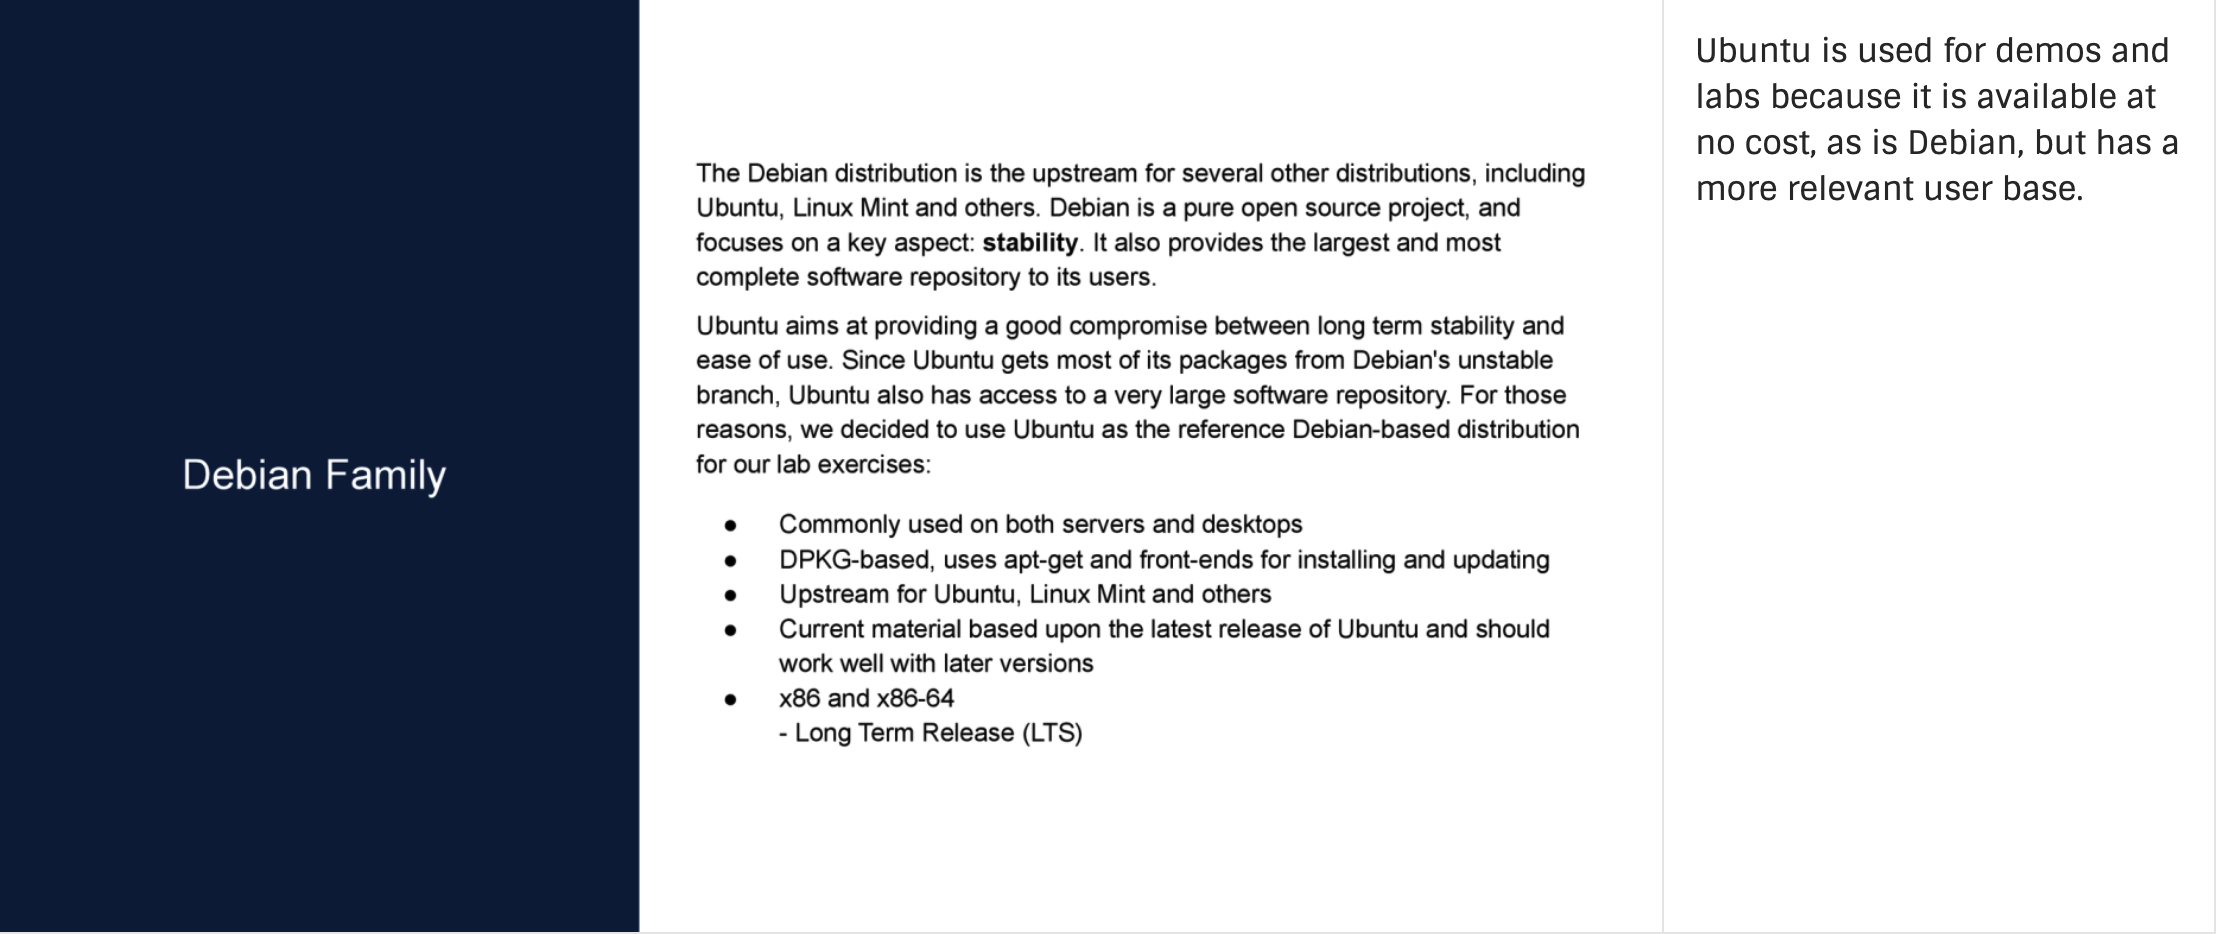 Debian Family
The Debian distribution is the upstream for several other distributions, including
Ubuntu, Linux Mint and others. Debian is a pure open source project, and
focuses on a key aspect: stability. It also provides the largest and most
complete software repository to its users.
Ubuntu aims at providing a good compromise between long term stability and
ease of use. Since Ubuntu gets most of its packages from Debian's unstable
branch, Ubuntu also has access to a very large software repository. For those
reasons, we decided to use Ubuntu as the reference Debian-based distribution
for our lab exercises:
● Commonly used on both servers and desktops
● DPKG-based, uses apt-get and front-ends for installing and updating
● Upstream for Ubuntu, Linux Mint and others
● Current material based upon the latest release of Ubuntu and should
work well with later versions
● x86 and x86-64
- Long Term Release (LTS)
Ubuntu is used for demos and
labs because it is available at
no cost, as is Debian, but has a
more relevant user base.